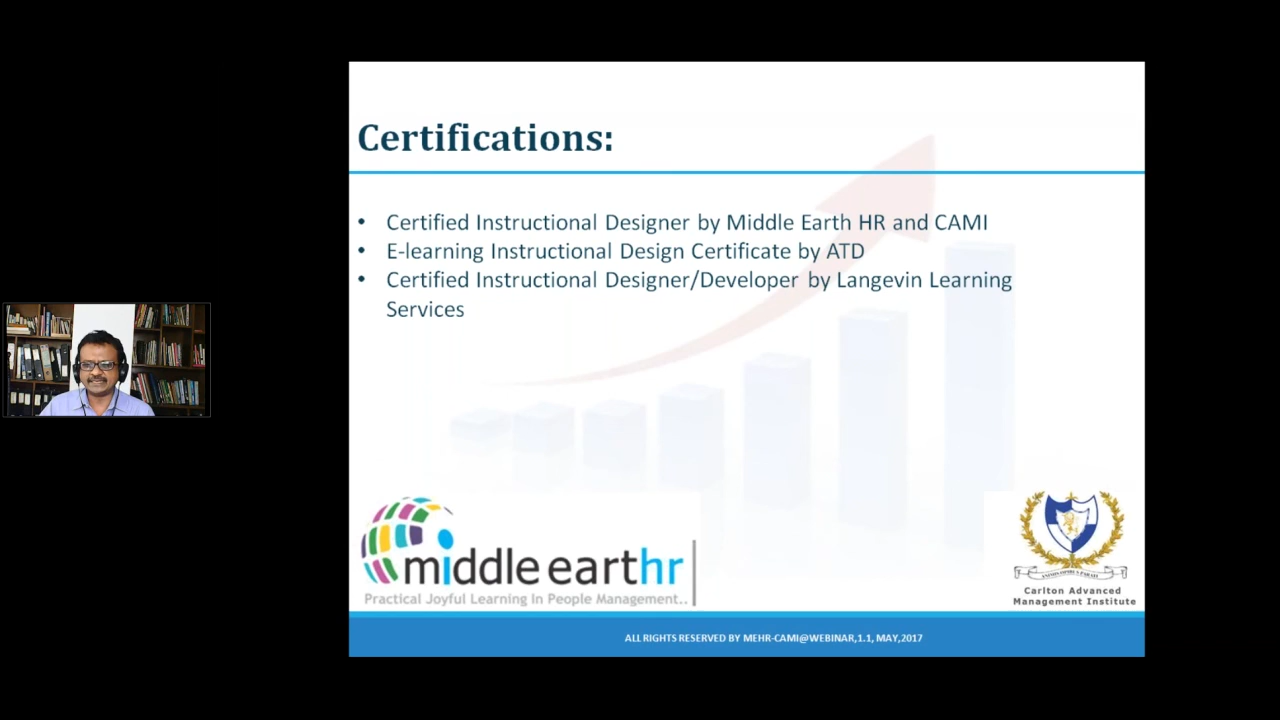 Certifications:
• Certified Instructional Designer by Middle Earth HR and CAMI
• E-learning Instructional Design Certificate by ATD
• Certified Instructional Designer/Developer by Langevin Learning
Services
middle earthr
Practical Joyful Learning In People Management..
Carlton Advanced
Management Institute
ALL RIGHTS RESERVED BY MEHR-CAMI@WEBINAR,1.1, MAY,2017